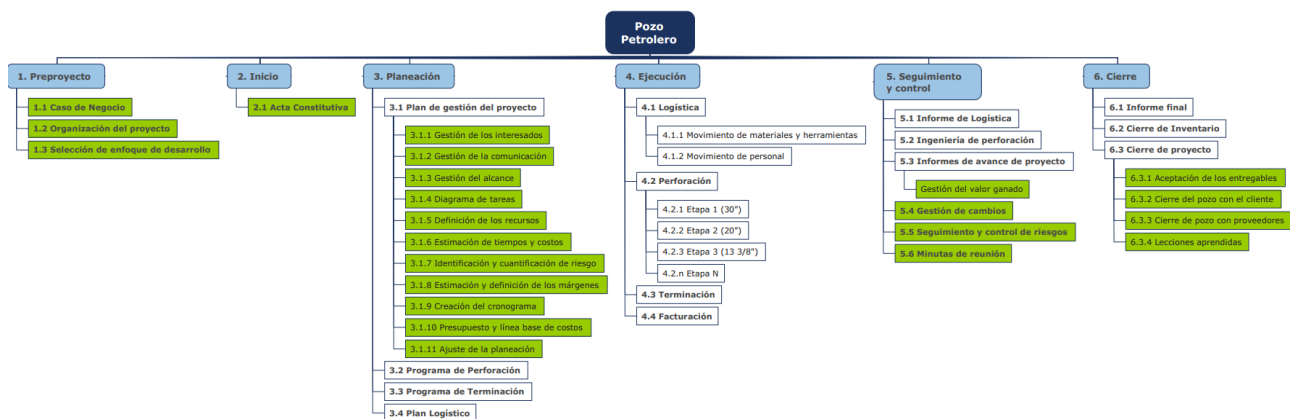 Pozo
Petrolero
1. Preproyecto
1.1 Caso de Negocio
1.2 Organización del proyecto
1.3 Selección de enfoque de desarrollo
2. Inicio
2.1 Acta Constitutiva
3. Planeación
3.1 Plan de gestión del proyecto
3.1.1 Gestión de los interesados
3.1.2 Gestión de la comunicación
3.1.3 Gestión del alcance
3.1.4 Diagrama de tareas
3.1.5 Definición de los recursos
3.1.6 Estimación de tiempos y costos
3.1.7 Identificación y cuantificación de riesgo
3.1.8 Estimación y definición de los márgenes
3.1.9 Creación del cronograma
3.1.10 Presupuesto y línea base de costos
3.1.11 Ajuste de la planeación
3.2 Programa de Perforación
3.3 Programa de Terminación
3.4 Plan Logístico
4. Ejecución
4.1 Logística
4.1.1 Movimiento de materiales y herramientas
4.1.2 Movimiento de personal
4.2 Perforación
4.2.1 Etapa 1 (30")
4.2.2 Etapa 2 (20")
4.2.3 Etapa 3 (13 3/8")
4.2.n Etapa N
4.3 Terminación
4.4 Facturación
5. Seguimiento
y control
5.1 Informe de Logística
5.2 Ingeniería de perforación
5.3 Informes de avance de proyecto
Gestión del valor ganado
5.4 Gestión de cambios
5.5 Seguimiento y control de riesgos
5.6 Minutas de reunión
6. Cierre
6.1 Informe final
6.2 Cierre de Inventario
6.3 Cierre de proyecto
6.3.1 Aceptación de los entregables
6.3.2 Cierre del pozo con el cliente
6.3.3 Cierre de pozo con proveedores
6.3.4 Lecciones aprendidas